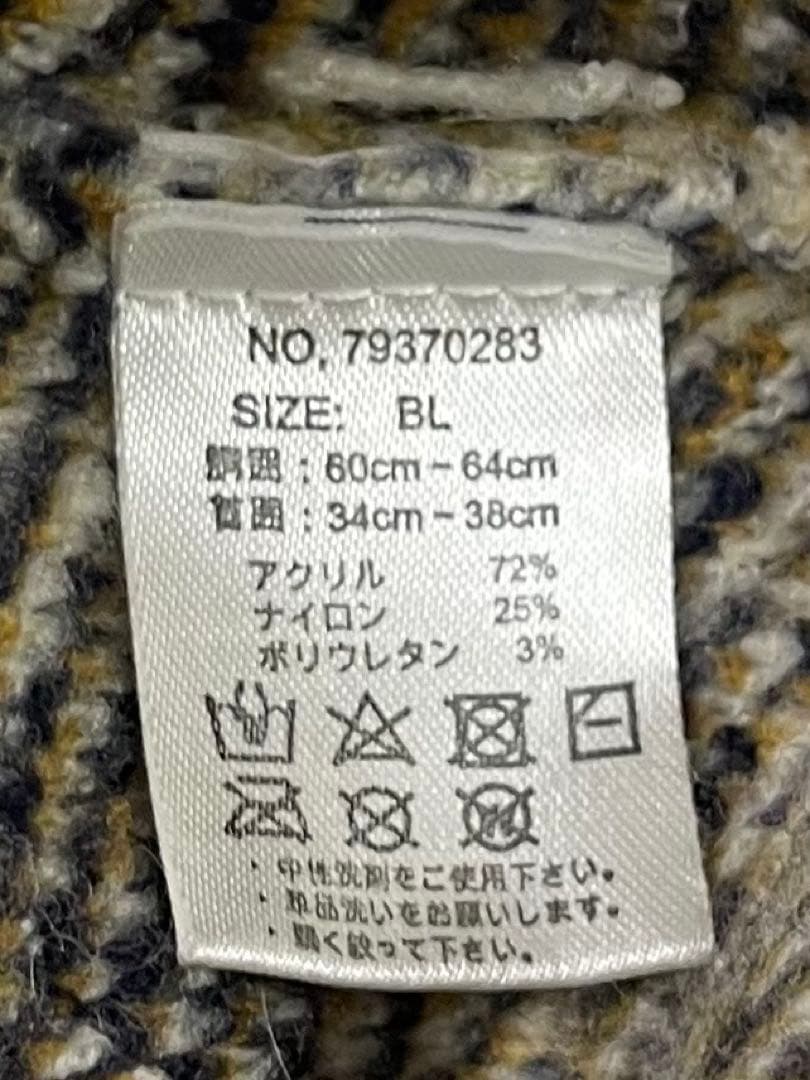 NO, 79370283
SIZE: BL
胴囲 : 60cm－64cm
首囲 : 34cm－38cm
アクリル 72%
ナイロン 25%
ポリウレタン 3%
・中性洗剤をご使用下さい。
・単品洗いをお願いします。
・軽く絞って下さい。